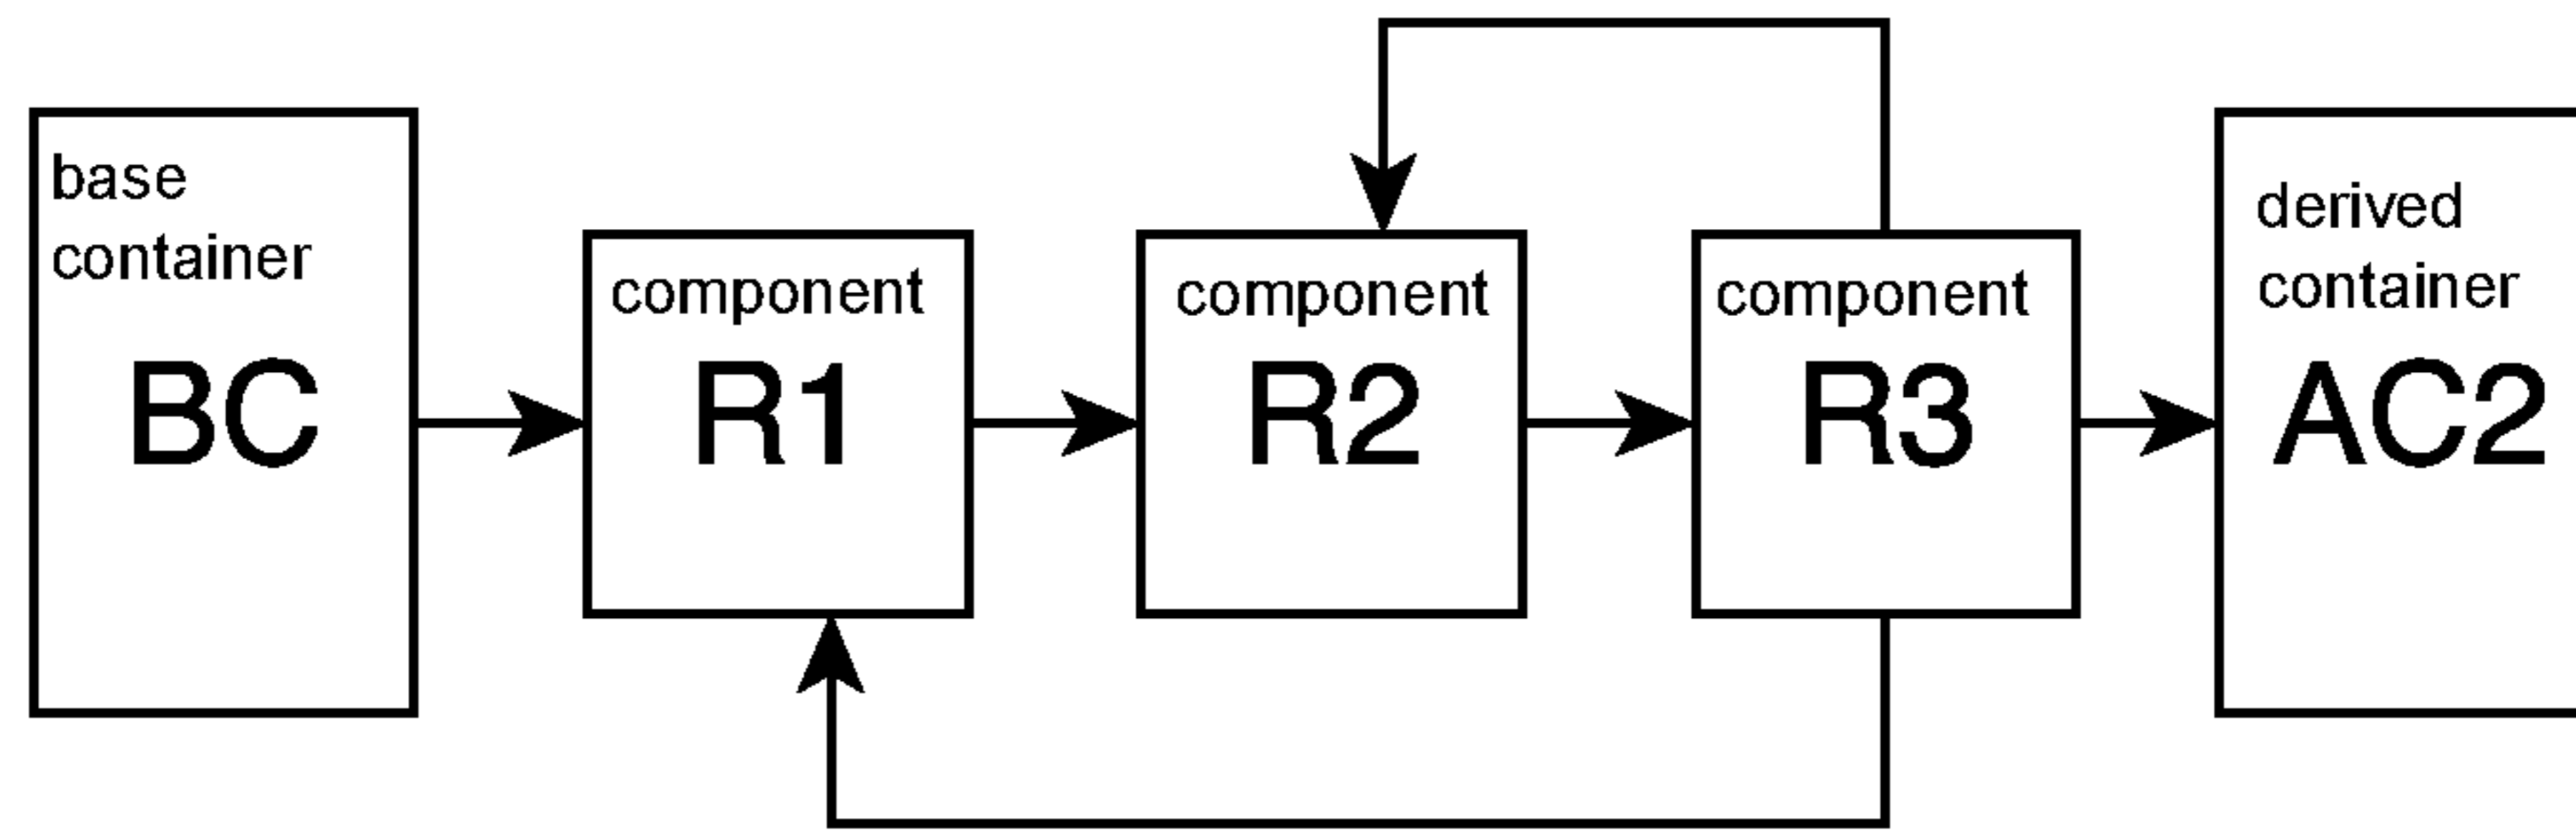 base
container
BC
component
R1
component
R2
component
R3
derived
container
AC2